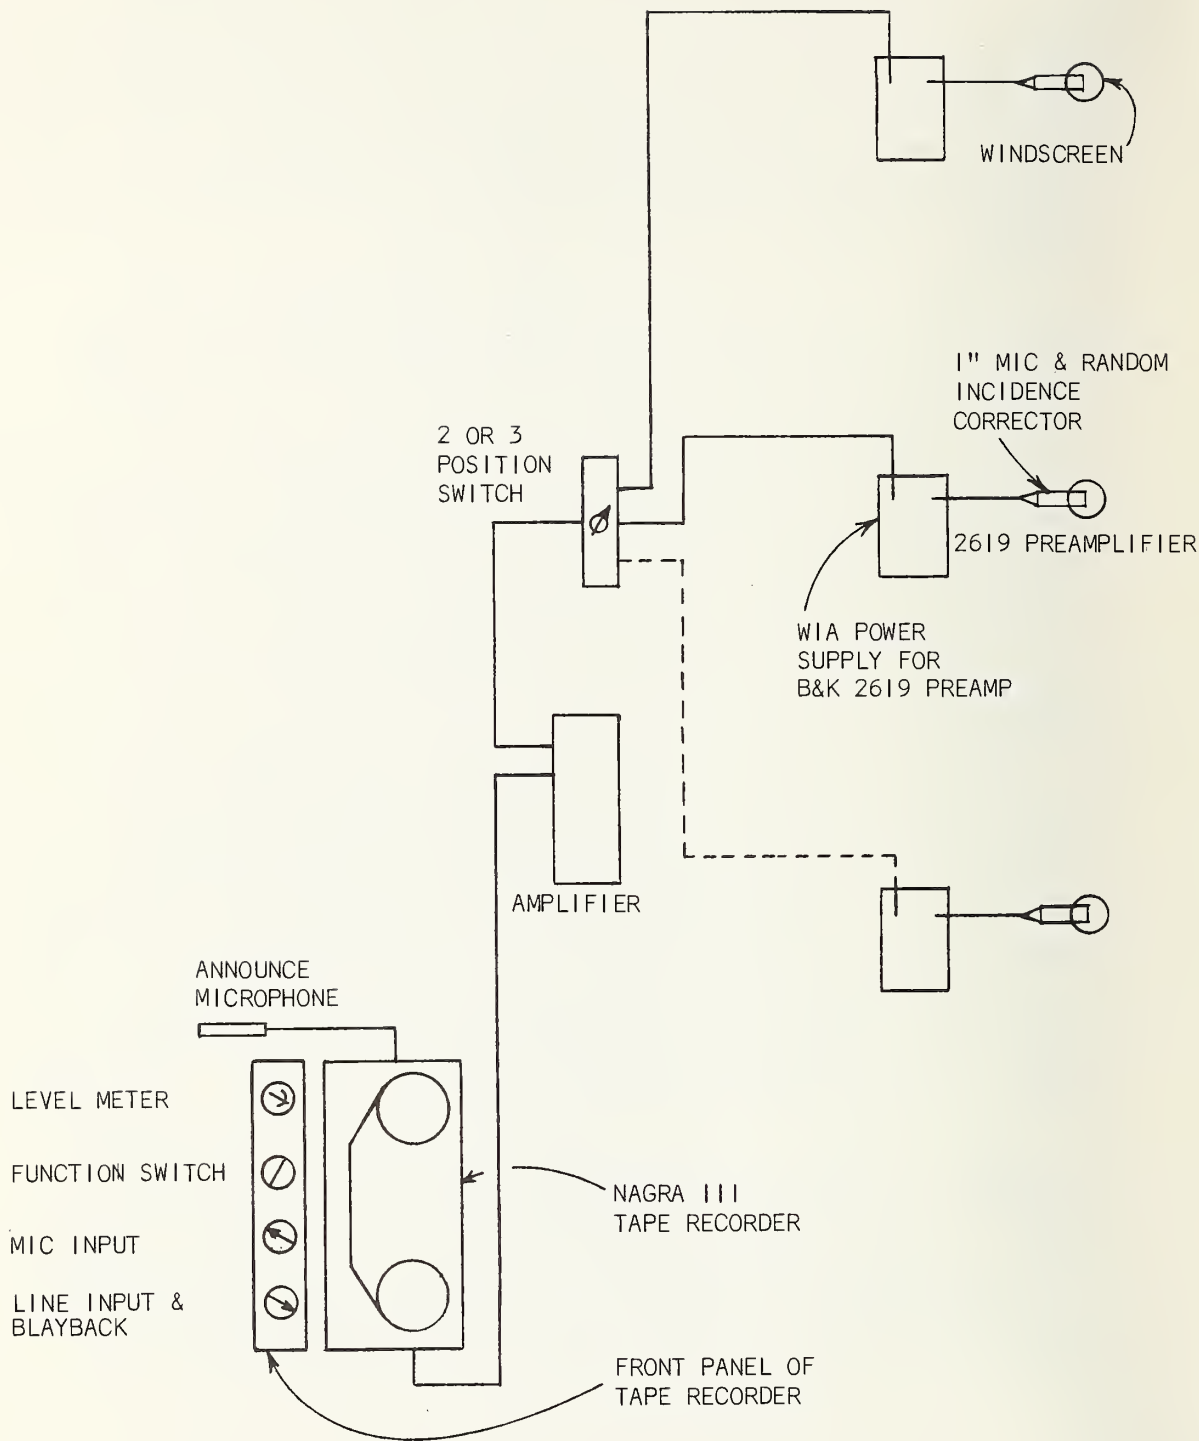 WINDSCREEN
1" MIC & RANDOM
INCIDENCE
CORRECTOR
2 OR 3
POSITION
SWITCH
2619 PREAMPLIFIER
WIA POWER
SUPPLY FOR
B&K 2619 PREAMP
AMPLIFIER
ANNOUNCE
MICROPHONE
LEVEL METER
FUNCTION SWITCH
MIC INPUT
LINE INPUT &
BLAYBACK
NAGRA III
TAPE RECORDER
FRONT PANEL OF
TAPE RECORDER